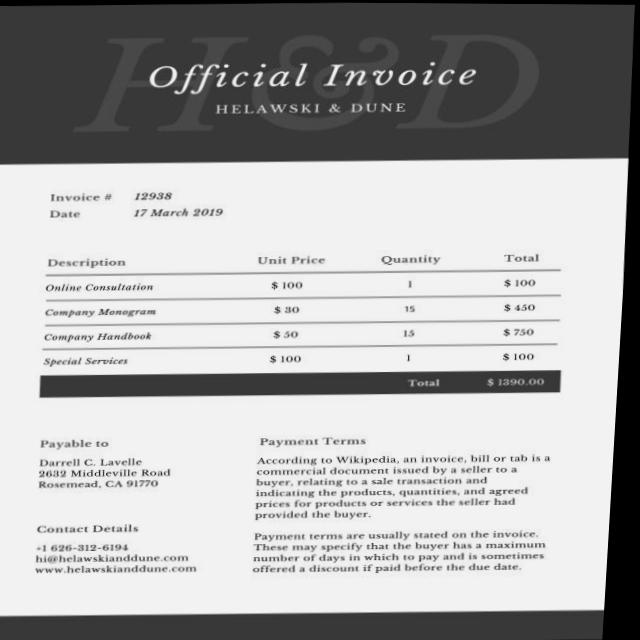 H&D
Official Invoice
HELAWSKI & DUNE
Invoice # 12938
Date 17 March 2019
Description Unit Price Quantity Total
Online Consultation $ 100 1 $ 100
Company Monogram $ 30 15 $ 450
Company Handbook $ 50 15 $ 750
Special Services $ 100 1 $ 100
Total $ 1390.00
Payable to
Darrell C. Lavelle
2632 Middleville Road
Rosemead, CA 91770
Contact Details
+1 626-312-6194
hi@helawskianddune.com
www.helawskianddune.com
Payment Terms
According to Wikipedia, an invoice, bill or tab is a
commercial document issued by a seller to a
buyer, relating to a sale transaction and
indicating the products, quantities, and agreed
prices for products or services the seller had
provided the buyer.
Payment terms are usually stated on the invoice.
These may specify that the buyer has a maximum
number of days in which to pay and is sometimes
offered a discount if paid before the due date.